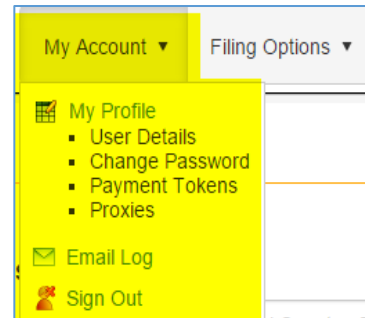 My Account ▼ Filing Options ▼
My Profile
▪ User Details
▪ Change Password
▪ Payment Tokens
▪ Proxies
Email Log
Sign Out